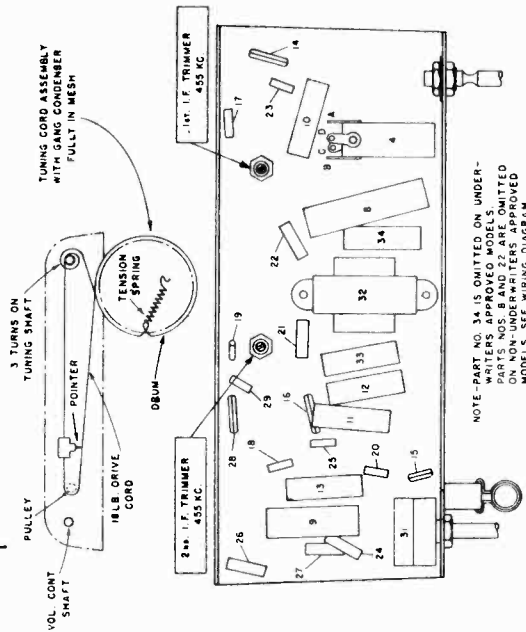 TUNING CORD ASSEMBLY
WITH GANG CONDENSER
FULLY IN MESH
3 TURNS ON
TUNING SHAFT
POINTER
PULLEY
18 LB. DRIVE
CORD
VOL. CONT
SHAFT
TENSION
SPRING
DRUM
1ST. I.F. TRIMMER
455 KC.
2ND. I.F. TRIMMER
455 KC.
14
23
17
10
A
D
C
B
4
8
22
34
32
19
21
29
33
12
16
11
28
25
18
20
15
13
9
26
27
24
31
NOTE-PART NO. 34 IS OMITTED ON UNDER-
WRITERS APPROVED MODELS.
PARTS NOS. 8 AND 22 ARE OMITTED
ON NON-UNDERWRITERS APPROVED
MODELS. SEE WIRING DIAGRAM